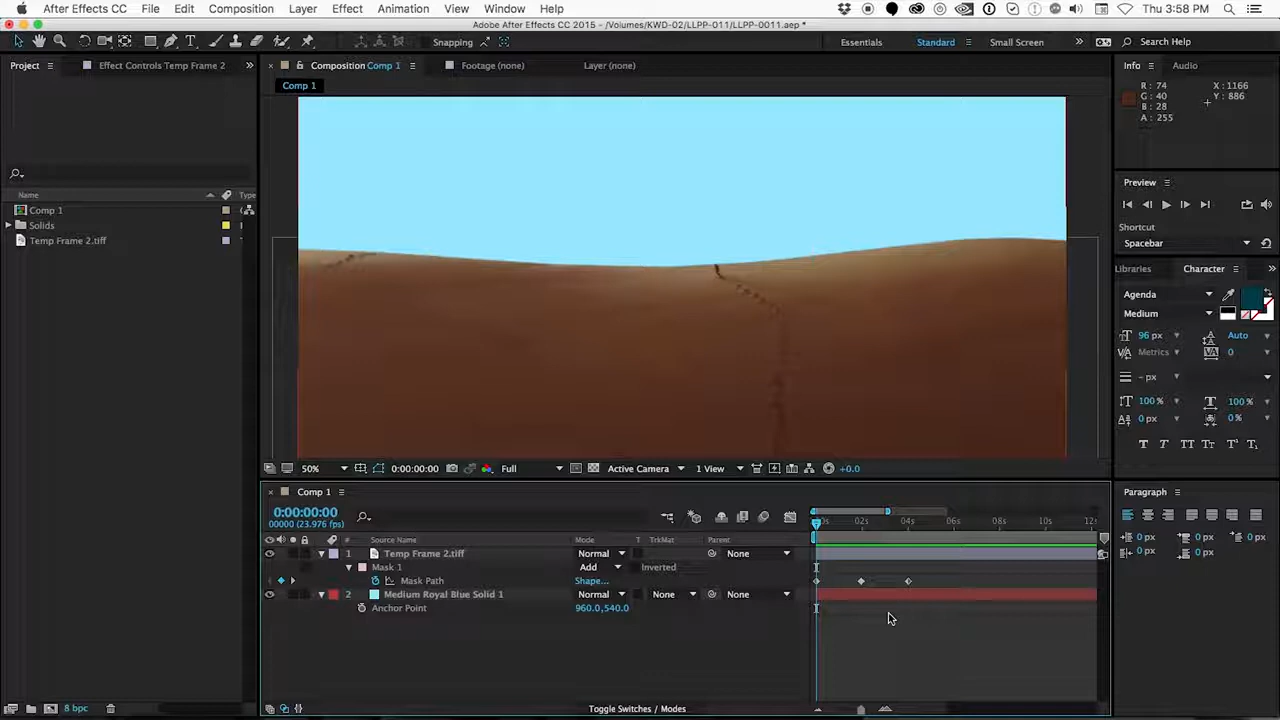 After Effects CC File Edit Composition Layer Effect Animation View Window Help
Thu 3:58 PM
Adobe After Effects CC 2015 - /Volumes/KWD-02/LLPP-011/LLPP-0011.aep *
Snapping
Essentials Standard Small Screen
Search Help
Project Effect Controls Temp Frame 2
Composition Comp 1 Footage (none) Layer (none)
Info Audio
Comp 1
R : 74
G : 40
B : 28
A : 255
X : 1166
Y : 886
Preview
Shortcut
Spacebar
Name Type
Comp 1
Solids
Temp Frame 2.tiff
Libraries Character
Agenda
Medium
96 px Auto
Metrics 0
- px
100% 100%
0 px 0%
50% 0:00:00:00 Full Active Camera 1 View +0.0
Comp 1
Paragraph
0:00:00:00
00000 (23.976 fps)
02s 04s 06s 08s 10s 12s
# Source Name Mode T TrkMat Parent
1 Temp Frame 2.tiff Normal None
Mask 1 Add Inverted
Mask Path Shape...
2 Medium Royal Blue Solid 1 Normal None None
Anchor Point 960.0,540.0
0 px 0 px 0 px
0 px 0 px
8 bpc
Toggle Switches / Modes